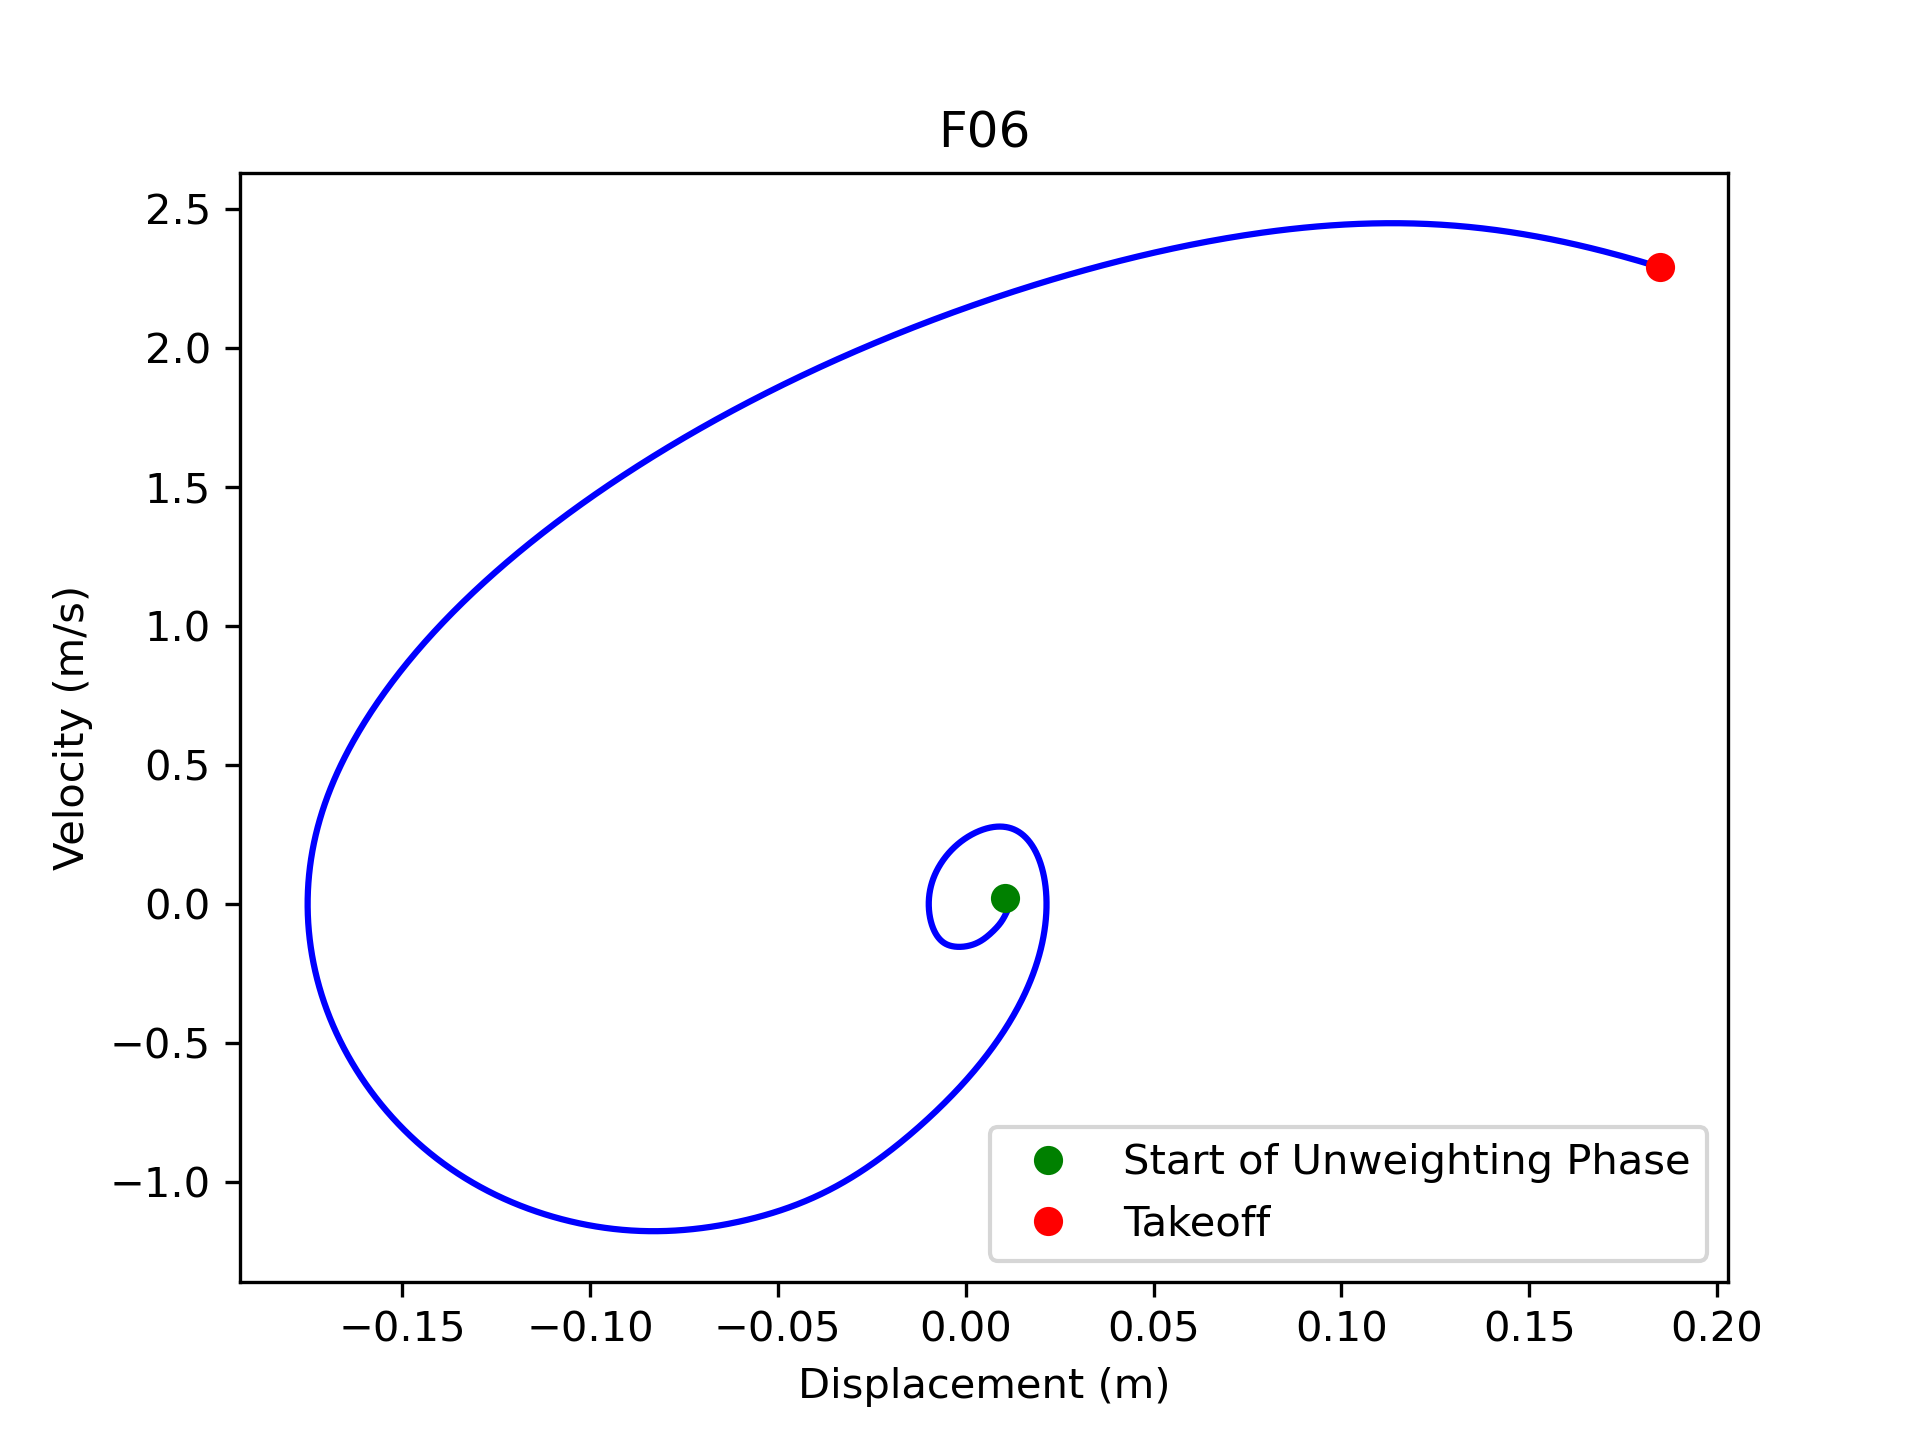 F06
2.5
2.0
1.5
1.0
0.5
0.0
−0.5
−1.0
Velocity (m/s)
Start of Unweighting Phase
Takeoff
−0.15 −0.10 −0.05 0.00 0.05 0.10 0.15 0.20
Displacement (m)